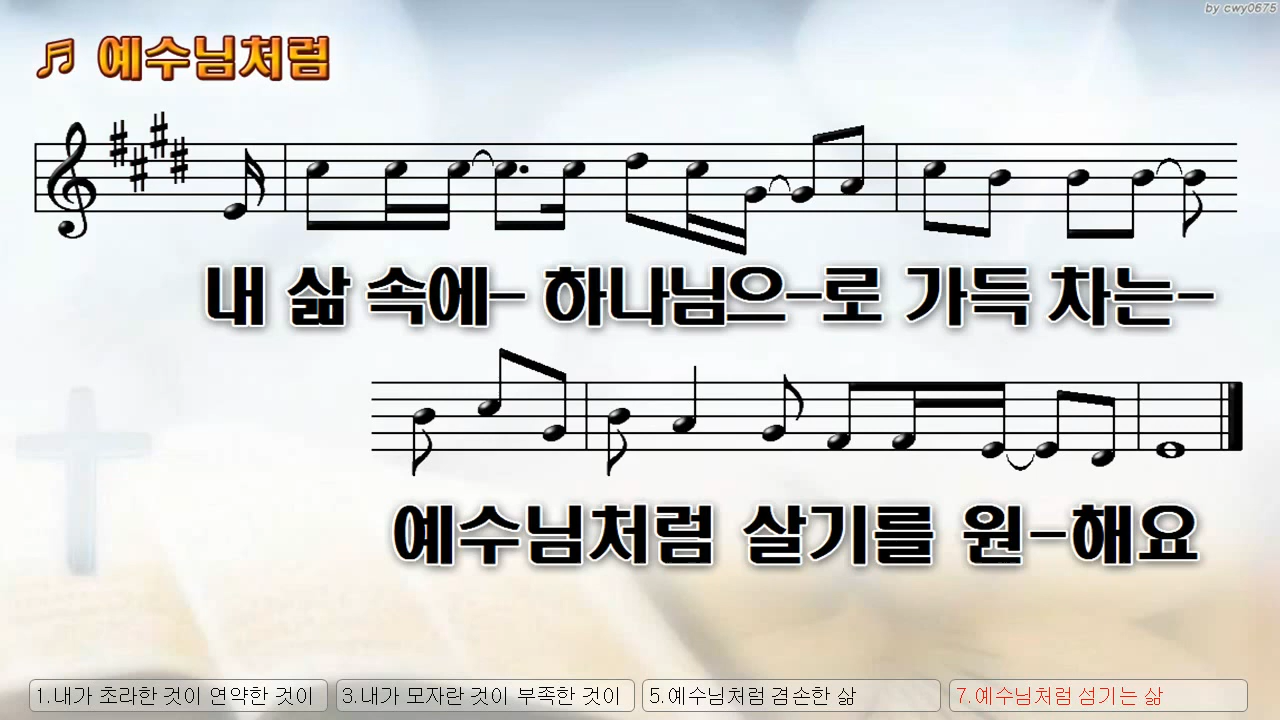 by cwy0675
♬ 예수님처럼
내 삶 속에- 하나님으-로 가득 차는-
예수님처럼 살기를 원-해요
1.내가 초라한 것이 연약한 것이
3.내가 모자란 것이 부족한 것이
5.예수님처럼 겸손한 삶
7.예수님처럼 섬기는 삶